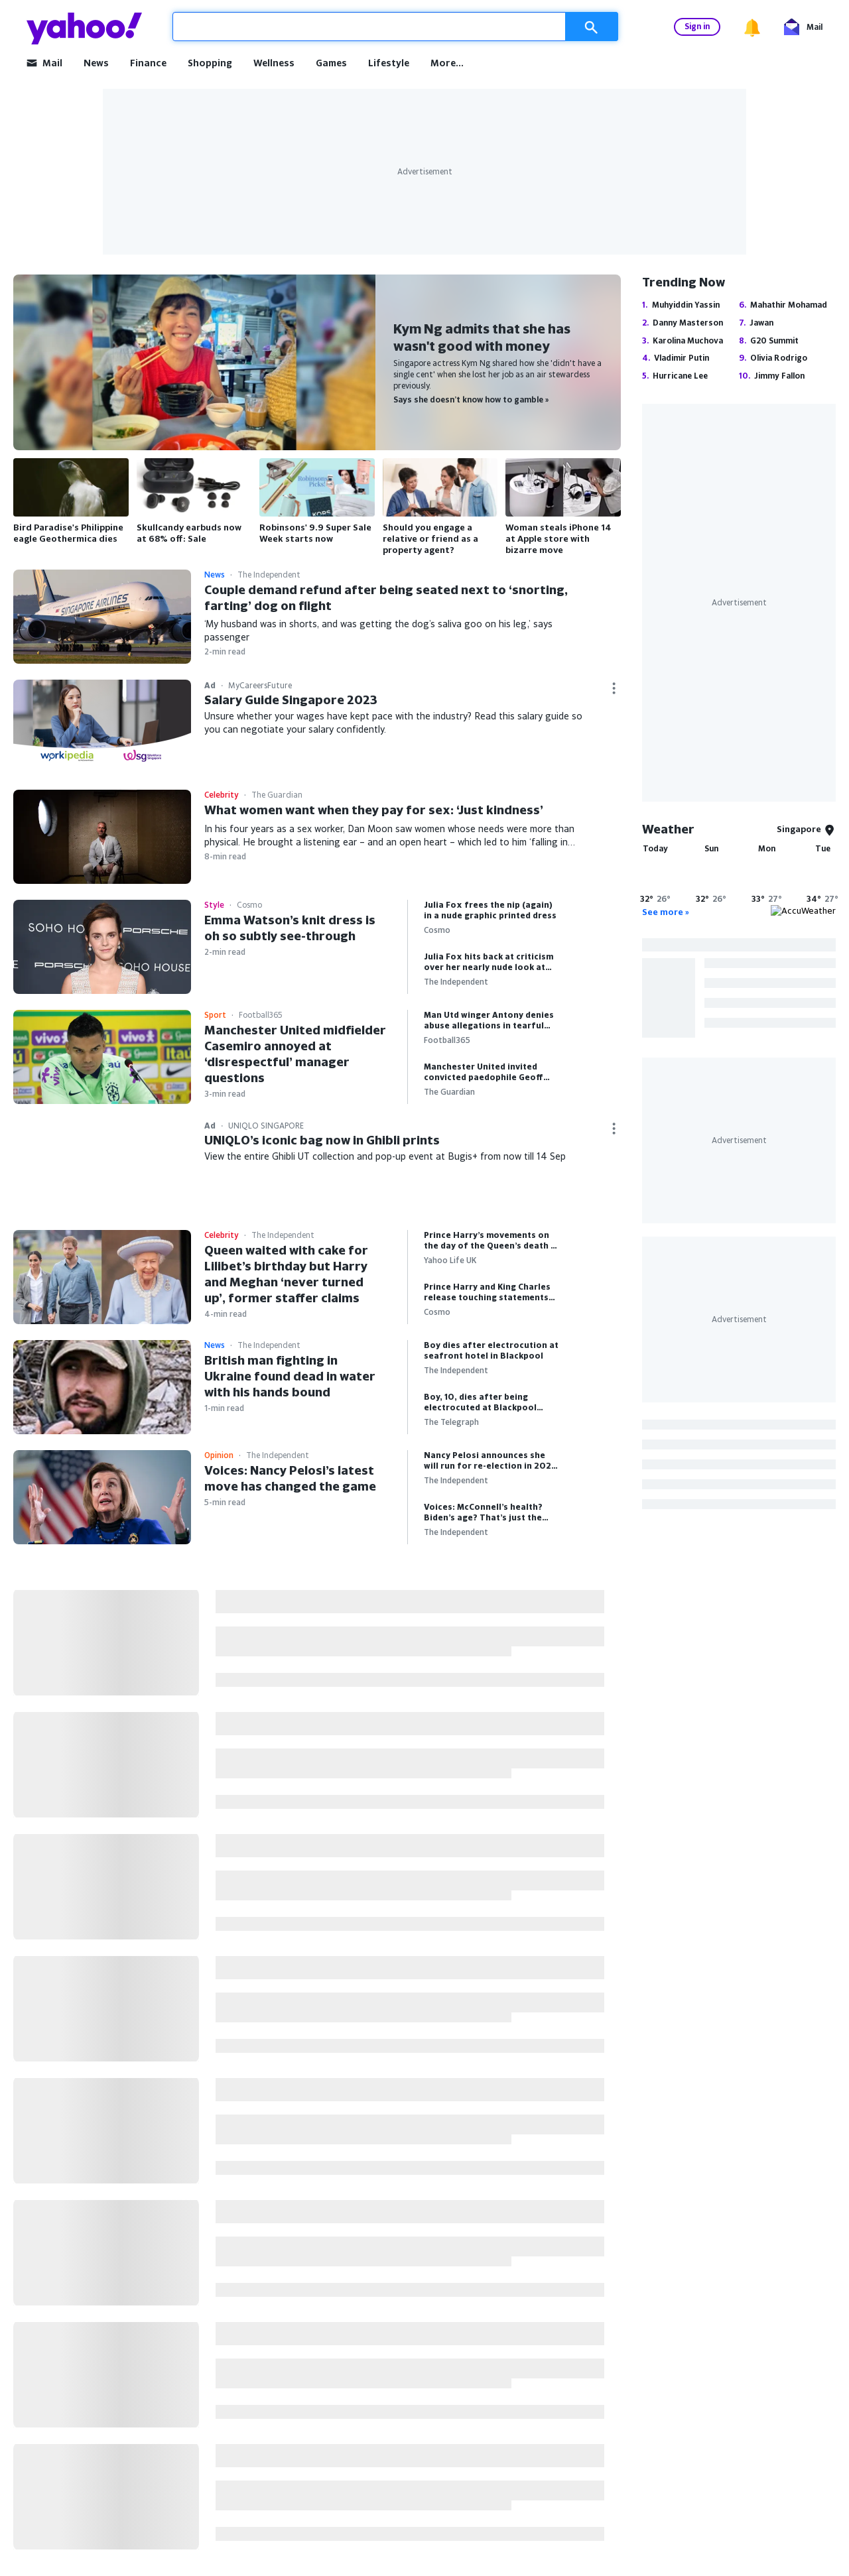 yahoo!
Sign in
Mail
Mail
News
Finance
Shopping
Wellness
Games
Lifestyle
More...
Advertisement
Kym Ng admits that she has
wasn't good with money
Singapore actress Kym Ng shared how she 'didn't have a
single cent' when she lost her job as an air stewardess
previously.
Says she doesn't know how to gamble »
Bird Paradise's Philippine
eagle Geothermica dies
Skullcandy earbuds now
at 68% off: Sale
Robinsons' 9.9 Super Sale
Week starts now
Should you engage a
relative or friend as a
property agent?
Woman steals iPhone 14
at Apple store with
bizarre move
News · The Independent
Couple demand refund after being seated next to ‘snorting,
farting’ dog on flight
‘My husband was in shorts, and was getting the dog’s saliva goo on his leg,’ says
passenger
2-min read
SINGAPORE AIRLINES
Ad · MyCareersFuture
Salary Guide Singapore 2023
Unsure whether your wages have kept pace with the industry? Read this salary guide so
you can negotiate your salary confidently.
workipedia
wsg
Celebrity · The Guardian
What women want when they pay for sex: ‘Just kindness’
In his four years as a sex worker, Dan Moon saw women whose needs were more than
physical. He brought a listening ear – and an open heart – which led to him ‘falling in…
8-min read
SOHO HO
PORSCHE
SOHO HOUSE
Style · Cosmo
Emma Watson’s knit dress is
oh so subtly see-through
2-min read
Julia Fox frees the nip (again)
in a nude graphic printed dress
Cosmo
Julia Fox hits back at criticism
over her nearly nude look at…
The Independent
vivo
Itaú
Sport · Football365
Manchester United midfielder
Casemiro annoyed at
‘disrespectful’ manager
questions
3-min read
Man Utd winger Antony denies
abuse allegations in tearful…
Football365
Manchester United invited
convicted paedophile Geoff…
The Guardian
Ad · UNIQLO SINGAPORE
UNIQLO’s iconic bag now in Ghibli prints
View the entire Ghibli UT collection and pop-up event at Bugis+ from now till 14 Sep
Celebrity · The Independent
Queen waited with cake for
Lilibet’s birthday but Harry
and Meghan ‘never turned
up’, former staffer claims
4-min read
Prince Harry’s movements on
the day of the Queen’s death …
Yahoo Life UK
Prince Harry and King Charles
release touching statements…
Cosmo
News · The Independent
British man fighting in
Ukraine found dead in water
with his hands bound
1-min read
Boy dies after electrocution at
seafront hotel in Blackpool
The Independent
Boy, 10, dies after being
electrocuted at Blackpool…
The Telegraph
Opinion · The Independent
Voices: Nancy Pelosi’s latest
move has changed the game
5-min read
Nancy Pelosi announces she
will run for re-election in 202…
The Independent
Voices: McConnell’s health?
Biden’s age? That’s just the…
The Independent
Trending Now
1. Muhyiddin Yassin
2. Danny Masterson
3. Karolina Muchova
4. Vladimir Putin
5. Hurricane Lee
6. Mahathir Mohamad
7. Jawan
8. G20 Summit
9. Olivia Rodrigo
10. Jimmy Fallon
Advertisement
Weather
Singapore
Today Sun Mon Tue
32° 26° 32° 26° 33° 27° 34° 27°
See more »
AccuWeather
Advertisement
Advertisement